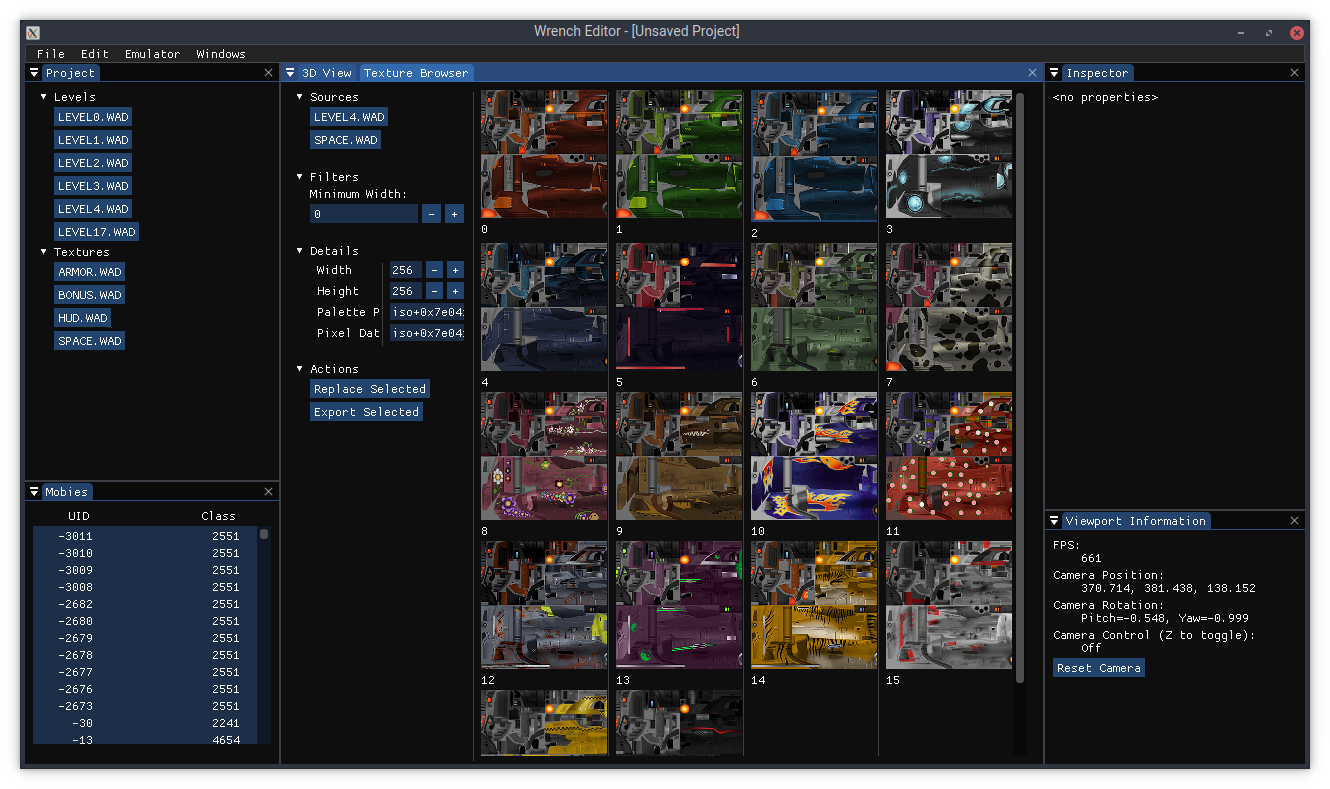 Wrench Editor - [Unsaved Project]
File Edit Emulator Windows
Project
Levels
LEVEL0.WAD
LEVEL1.WAD
LEVEL2.WAD
LEVEL3.WAD
LEVEL4.WAD
LEVEL17.WAD
Textures
ARMOR.WAD
BONUS.WAD
HUD.WAD
SPACE.WAD
Mobies
UID Class
-3011 2551
-3010 2551
-3009 2551
-3008 2551
-2682 2551
-2680 2551
-2679 2551
-2678 2551
-2677 2551
-2676 2551
-2673 2551
-30 2241
-13 4654
3D View Texture Browser
Sources
LEVEL4.WAD
SPACE.WAD
Filters
Minimum Width:
0 - +
Details
Width 256 - +
Height 256 - +
Palette P iso+0x7e04
Pixel Dat iso+0x7e04
Actions
Replace Selected
Export Selected
0 1 2 3
4 5 6 7
8 9 10 11
12 13 14 15
Inspector
<no properties>
Viewport Information
FPS:
661
Camera Position:
370.714, 381.438, 138.152
Camera Rotation:
Pitch=-0.548, Yaw=-0.999
Camera Control (Z to toggle):
Off
Reset Camera